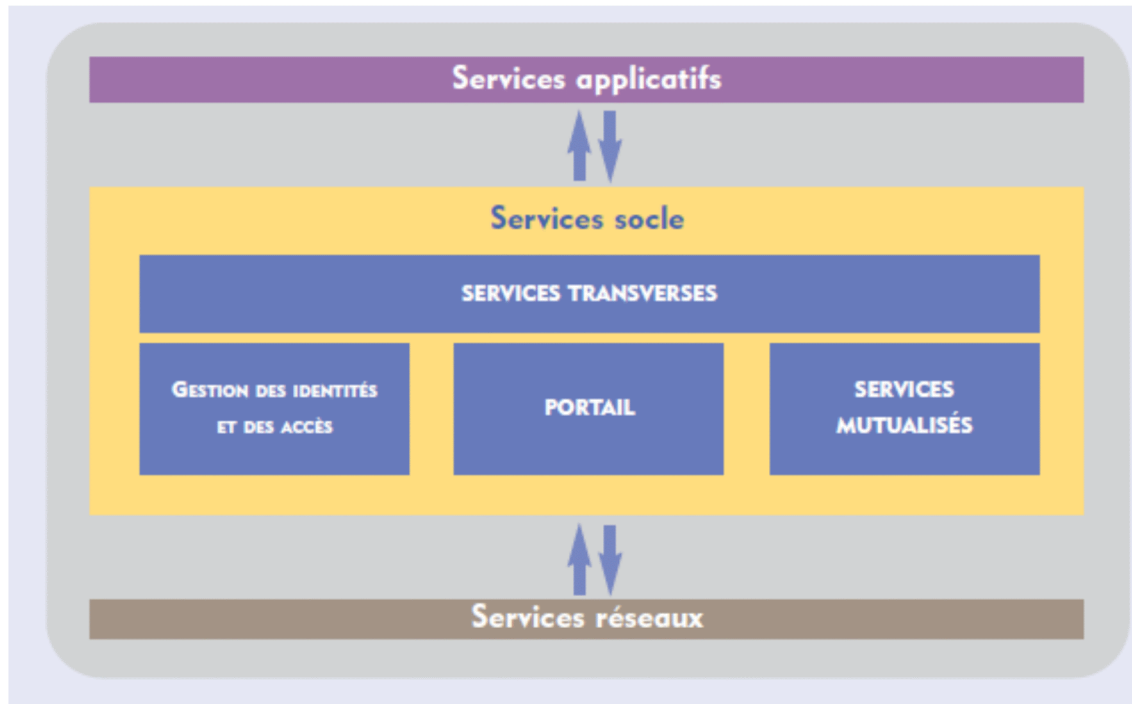 Services applicatifs
Services socle
SERVICES TRANSVERSES
GESTION DES IDENTITÉS
ET DES ACCÈS
PORTAIL
SERVICES
MUTUALISÉS
Services réseaux